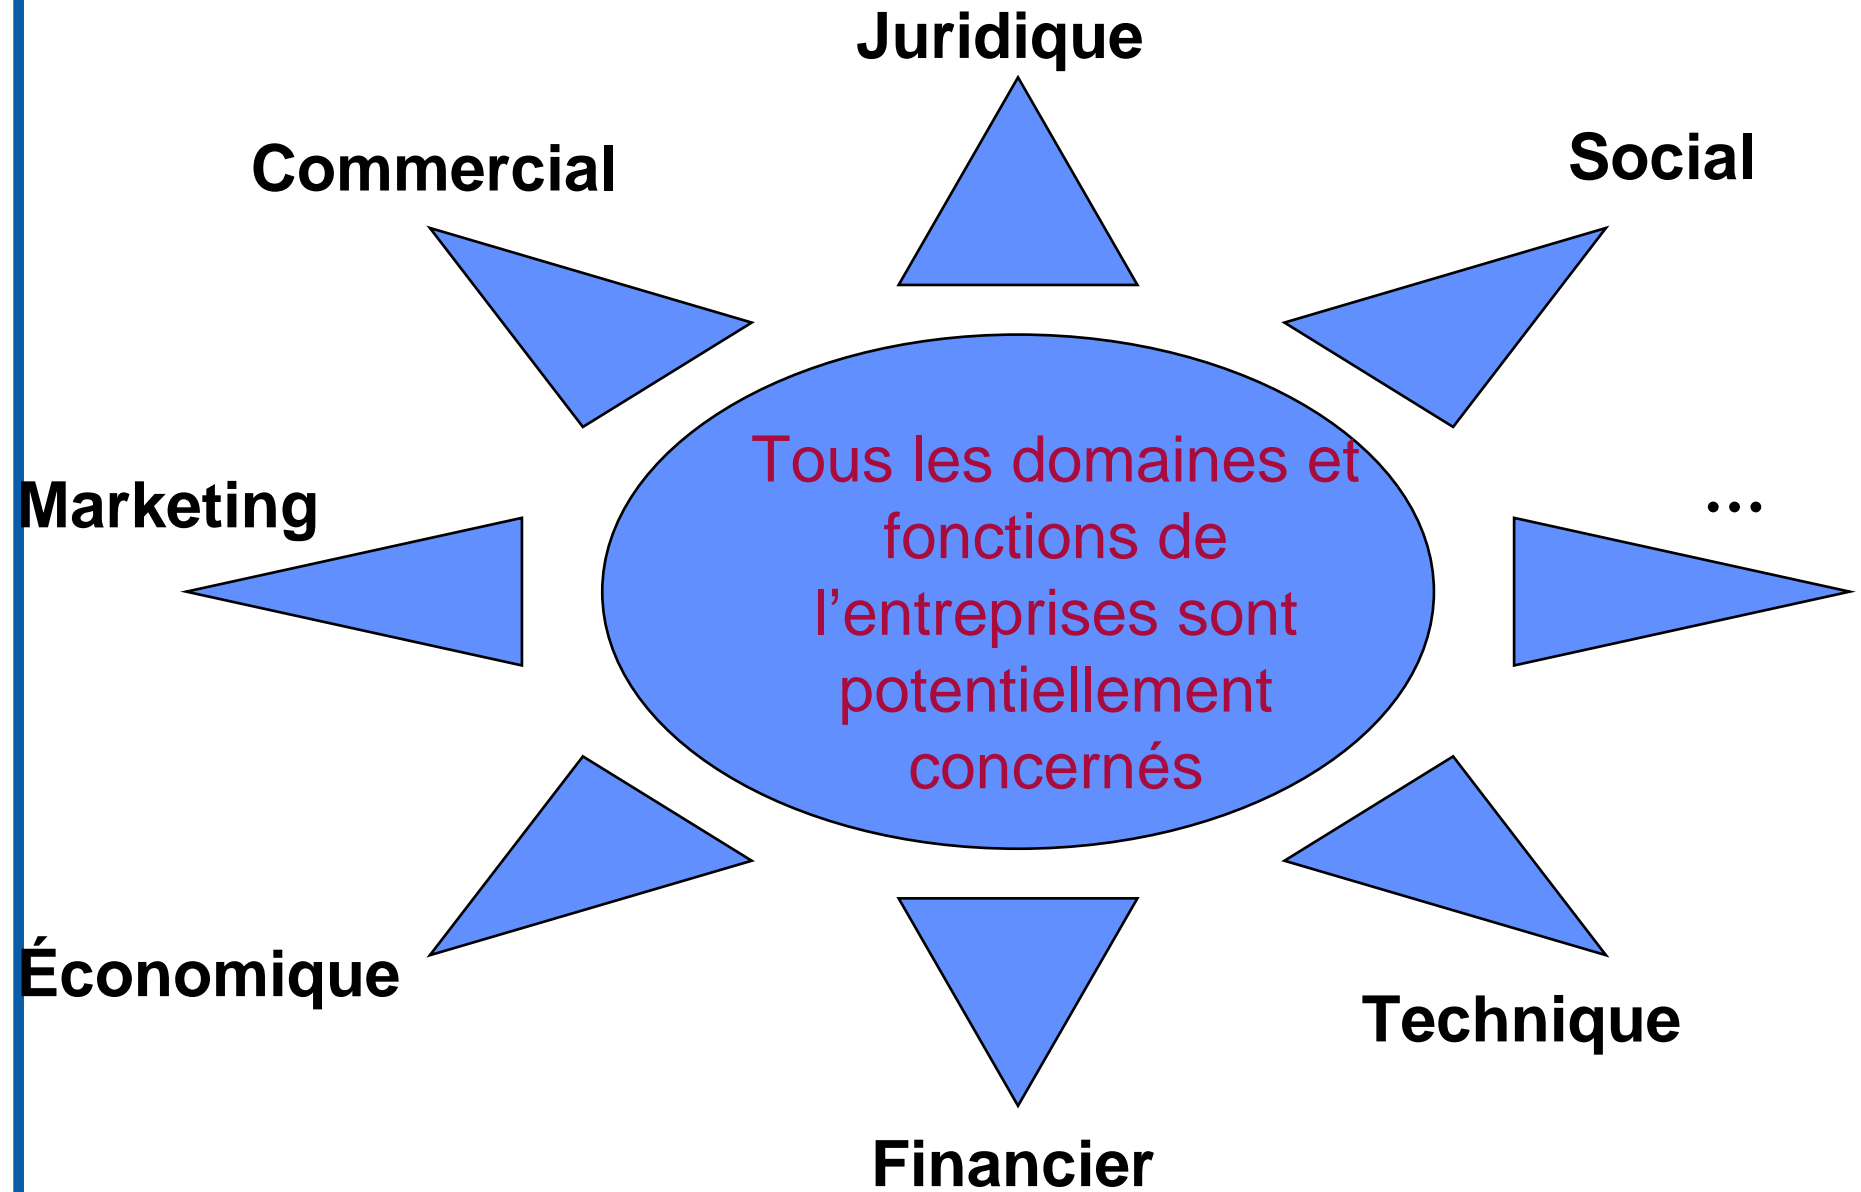 Juridique
Commercial
Social
Marketing
...
Tous les domaines et
fonctions de
l’entreprises sont
potentiellement
concernés
Économique
Technique
Financier